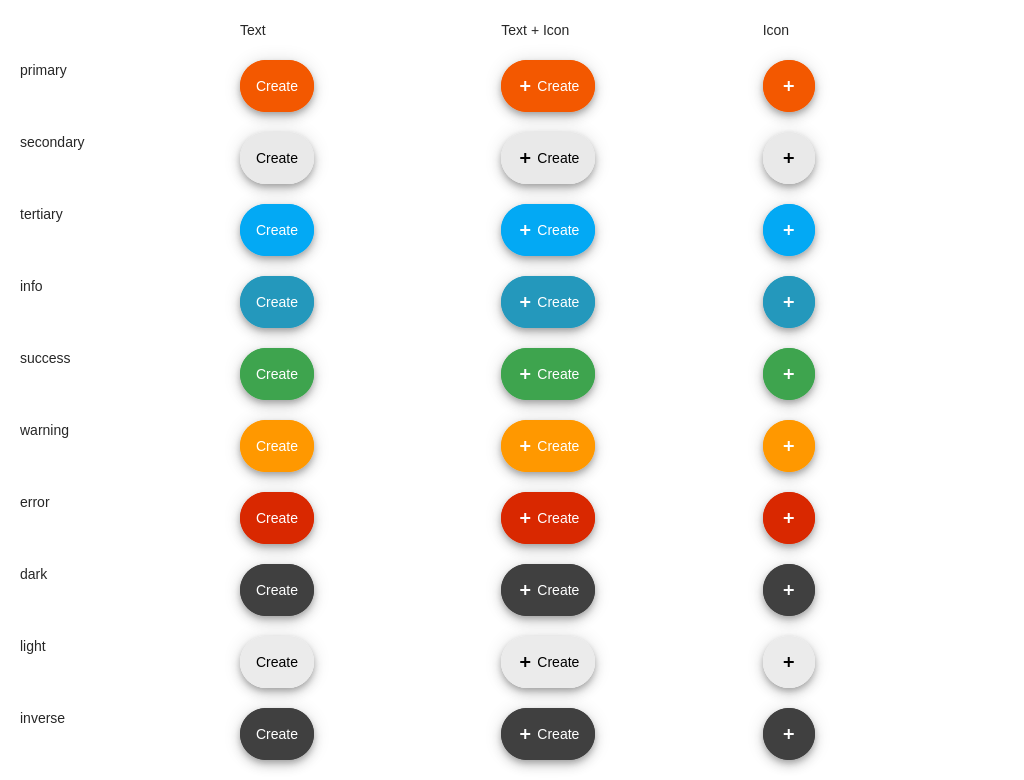 Text Text + Icon Icon
primary Create + Create +
secondary Create + Create +
tertiary Create + Create +
info Create + Create +
success Create + Create +
warning Create + Create +
error Create + Create +
dark Create + Create +
light Create + Create +
inverse Create + Create +